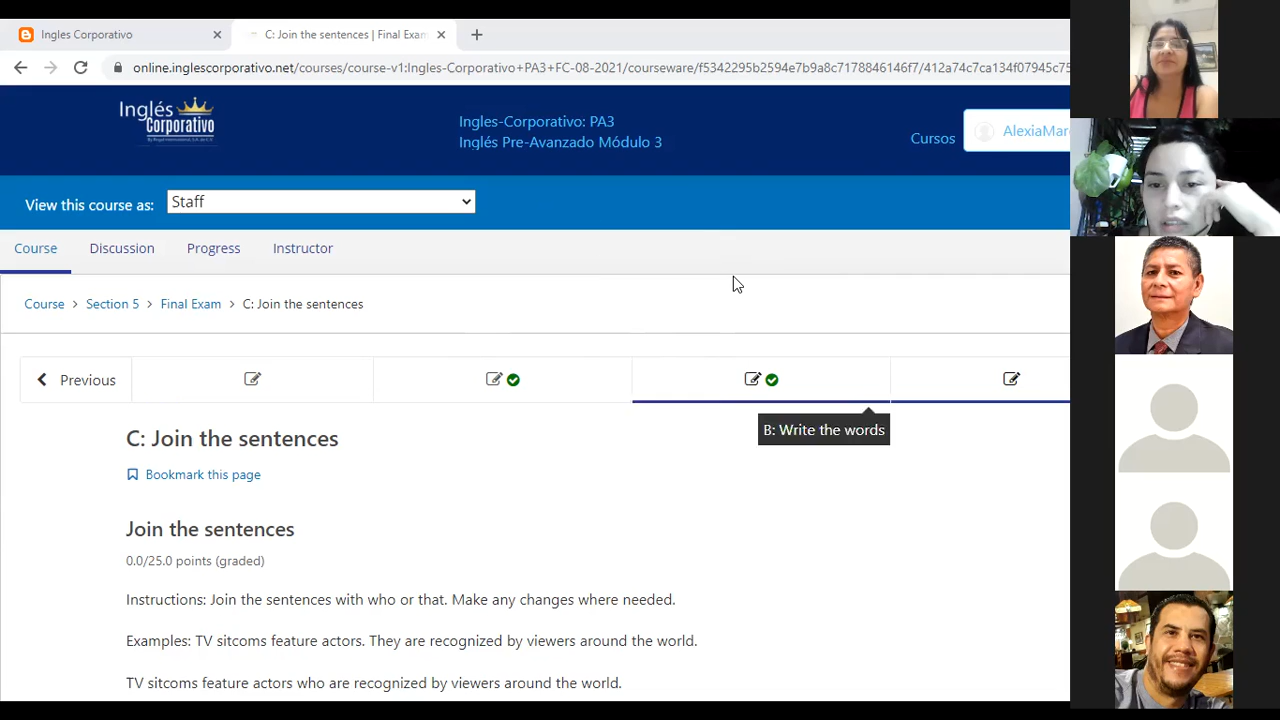 Ingles Corporativo
C: Join the sentences | Final Exam
online.inglescorporativo.net/courses/course-v1:Ingles-Corporativo+PA3+FC-08-2021/courseware/f5342295b2594e7b9a8c7178846146f7/412a74c7ca134f07945c75
Inglés
Corporativo
Ingles-Corporativo: PA3
Inglés Pre-Avanzado Módulo 3
Cursos
AlexiaMar
View this course as:
Staff
Course
Discussion
Progress
Instructor
Course > Section 5 > Final Exam > C: Join the sentences
Previous
B: Write the words
C: Join the sentences
Bookmark this page
Join the sentences
0.0/25.0 points (graded)
Instructions: Join the sentences with who or that. Make any changes where needed.
Examples: TV sitcoms feature actors. They are recognized by viewers around the world.
TV sitcoms feature actors who are recognized by viewers around the world.